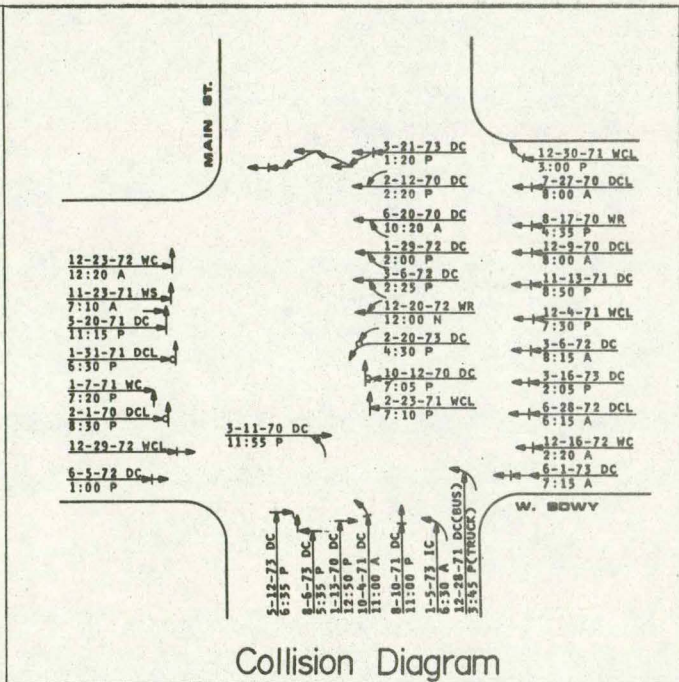 MAIN ST.
3-21-73 DC
1:20 P
2-12-70 DC
2:20 P
6-20-70 DC
10:20 A
1-29-72 DC
2:00 P
3-6-72 DC
2:25 P
12-20-72 WR
12:00 N
2-20-73 DC
4:30 P
10-12-70 DC
7:05 P
2-23-71 WCL
7:10 P
12-30-71 WCL
3:00 P
7-27-70 DCL
8:00 A
8-17-70 WR
4:35 P
12-9-70 DCL
8:00 A
11-13-71 DC
8:50 P
12-4-71 WCL
7:30 P
3-6-72 DC
8:15 A
3-16-73 DC
2:05 P
6-28-72 DCL
6:15 A
12-16-72 WC
2:20 A
6-1-73 DC
7:15 A
W. BDWY
12-23-72 WC
12:20 A
11-23-71 WS
7:10 A
5-20-71 DC
11:15 P
1-31-71 DCL
6:30 P
1-7-71 WC
7:20 P
2-1-70 DCL
8:30 P
12-29-72 WCL
6-5-72 DC
1:00 P
3-11-70 DC
11:55 P
5-12-73 DC
6:35 P
8-6-73 DC
5:35 P
1-13-70 DC
12:50 P
10-4-71 DC
11:00 A
8-10-71 DC
11:00 P
1-5-73 IC
6:30 A
12-28-71 DC(BUS)
3:45 P(TRUCK)
Collision Diagram